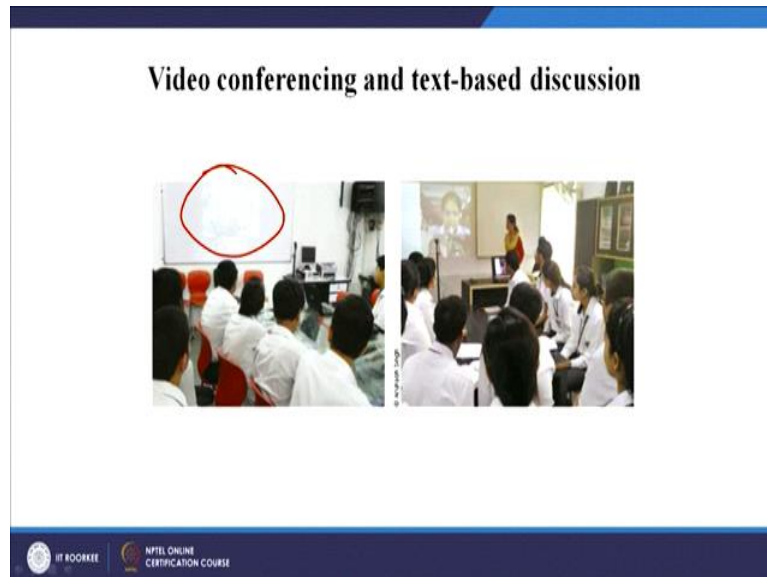 Video conferencing and text-based discussion
IIT ROORKEE
NPTEL ONLINE
CERTIFICATION COURSE